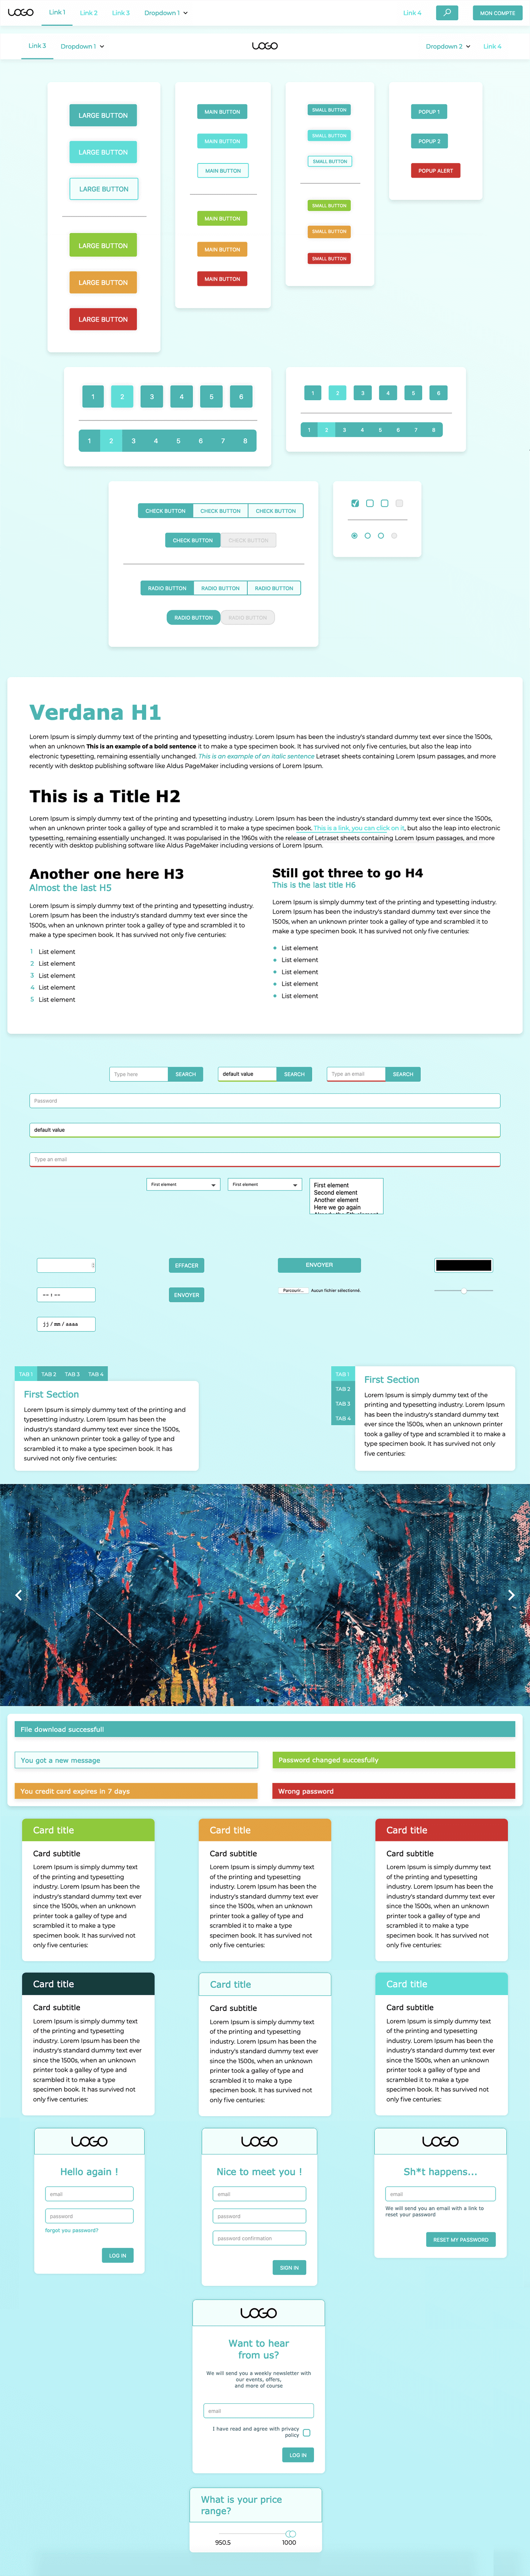 LOGO Link 1 Link 2 Link 3 Dropdown 1 Link 4 MON COMPTE
Link 3 Dropdown 1 LOGO Dropdown 2 Link 4
LARGE BUTTON
LARGE BUTTON
LARGE BUTTON
LARGE BUTTON
LARGE BUTTON
LARGE BUTTON
MAIN BUTTON
MAIN BUTTON
MAIN BUTTON
MAIN BUTTON
MAIN BUTTON
MAIN BUTTON
SMALL BUTTON
SMALL BUTTON
SMALL BUTTON
SMALL BUTTON
SMALL BUTTON
SMALL BUTTON
POPUP 1
POPUP 2
POPUP ALERT
1 2 3 4 5 6
1 2 3 4 5 6 7 8
1 2 3 4 5 6
1 2 3 4 5 6 7 8
CHECK BUTTON CHECK BUTTON CHECK BUTTON
CHECK BUTTON CHECK BUTTON
RADIO BUTTON RADIO BUTTON RADIO BUTTON
RADIO BUTTON RADIO BUTTON
Verdana H1
Lorem Ipsum is simply dummy text of the printing and typesetting industry. Lorem Ipsum has been the industry's standard dummy text ever since the 1500s,
when an unknown This is an example of a bold sentence it to make a type specimen book. It has survived not only five centuries, but also the leap into
electronic typesetting, remaining essentially unchanged. This is an example of an italic sentence Letraset sheets containing Lorem Ipsum passages, and more
recently with desktop publishing software like Aldus PageMaker including versions of Lorem Ipsum.
This is a Title H2
Lorem Ipsum is simply dummy text of the printing and typesetting industry. Lorem Ipsum has been the industry's standard dummy text ever since the 1500s,
when an unknown printer took a galley of type and scrambled it to make a type specimen book. This is a link, you can click on it, but also the leap into electronic
typesetting, remaining essentially unchanged. It was popularised in the 1960s with the release of Letraset sheets containing Lorem Ipsum passages, and more
recently with desktop publishing software like Aldus PageMaker including versions of Lorem Ipsum.
Another one here H3
Almost the last H5
Lorem Ipsum is simply dummy text of the printing and typesetting industry.
Lorem Ipsum has been the industry's standard dummy text ever since the
1500s, when an unknown printer took a galley of type and scrambled it to
make a type specimen book. It has survived not only five centuries:
1 List element
2 List element
3 List element
4 List element
5 List element
Still got three to go H4
This is the last title H6
Lorem Ipsum is simply dummy text of the printing and typesetting industry.
Lorem Ipsum has been the industry's standard dummy text ever since the
1500s, when an unknown printer took a galley of type and scrambled it to
make a type specimen book. It has survived not only five centuries:
List element
List element
List element
List element
List element
Type here SEARCH default value SEARCH Type an email SEARCH
Password
default value
Type an email
First element First element
First element
Second element
Another element
Here we go again
EFFACER ENVOYER
-- : -- ENVOYER Parcourir... Aucun fichier sélectionné.
jj / mm / aaaa
TAB 1 TAB 2 TAB 3 TAB 4
First Section
Lorem Ipsum is simply dummy text of the printing and
typesetting industry. Lorem Ipsum has been the
industry's standard dummy text ever since the 1500s,
when an unknown printer took a galley of type and
scrambled it to make a type specimen book. It has
survived not only five centuries:
TAB 1
TAB 2
TAB 3
TAB 4
First Section
Lorem Ipsum is simply dummy text of the printing
and typesetting industry. Lorem Ipsum has been
the industry's standard dummy text ever since the
1500s, when an unknown printer took a galley of
type and scrambled it to make a type specimen
book. It has survived not only five centuries:
File download successfull
You got a new message
Password changed succesfully
You credit card expires in 7 days
Wrong password
Card title
Card subtitle
Lorem Ipsum is simply dummy text
of the printing and typesetting
industry. Lorem Ipsum has been the
industry's standard dummy text ever
since the 1500s, when an unknown
printer took a galley of type and
scrambled it to make a type
specimen book. It has survived not
only five centuries:
Card title
Card subtitle
Lorem Ipsum is simply dummy text
of the printing and typesetting
industry. Lorem Ipsum has been the
industry's standard dummy text ever
since the 1500s, when an unknown
printer took a galley of type and
scrambled it to make a type
specimen book. It has survived not
only five centuries:
Card title
Card subtitle
Lorem Ipsum is simply dummy text
of the printing and typesetting
industry. Lorem Ipsum has been the
industry's standard dummy text ever
since the 1500s, when an unknown
printer took a galley of type and
scrambled it to make a type
specimen book. It has survived not
only five centuries:
Card title
Card subtitle
Lorem Ipsum is simply dummy text
of the printing and typesetting
industry. Lorem Ipsum has been the
industry's standard dummy text ever
since the 1500s, when an unknown
printer took a galley of type and
scrambled it to make a type
specimen book. It has survived not
only five centuries:
Card title
Card subtitle
Lorem Ipsum is simply dummy text
of the printing and typesetting
industry. Lorem Ipsum has been the
industry's standard dummy text ever
since the 1500s, when an unknown
printer took a galley of type and
scrambled it to make a type
specimen book. It has survived not
only five centuries:
Card title
Card subtitle
Lorem Ipsum is simply dummy text
of the printing and typesetting
industry. Lorem Ipsum has been the
industry's standard dummy text ever
since the 1500s, when an unknown
printer took a galley of type and
scrambled it to make a type
specimen book. It has survived not
only five centuries:
LOGO
Hello again !
email
password
forgot you password?
LOG IN
LOGO
Nice to meet you !
email
password
password confirmation
SIGN IN
LOGO
Sh*t happens...
email
We will send you an email with a link to
reset your password
RESET MY PASSWORD
LOGO
Want to hear
from us?
We will send you a weekly newsletter with
our events, offers,
and more of course
email
I have read and agree with privacy
policy
LOG IN
What is your price
range?
950.5 1000